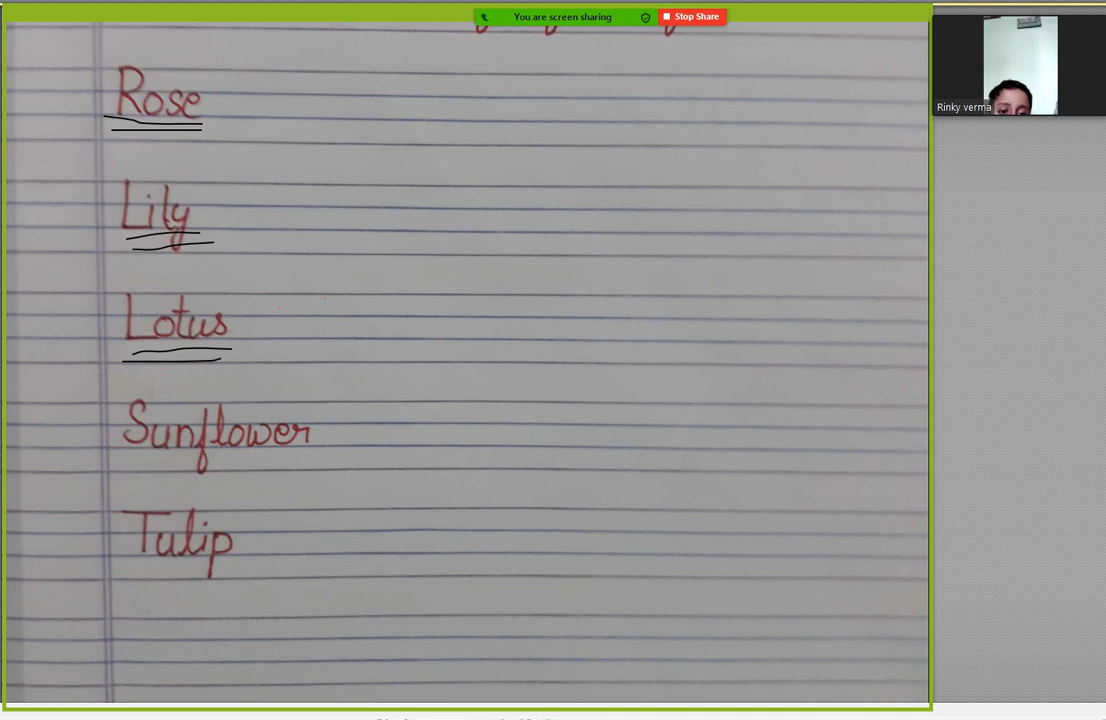 You are screen sharing
Stop Share
Rinky verma
Rose
Lily
Lotus
Sunflower
Tulip